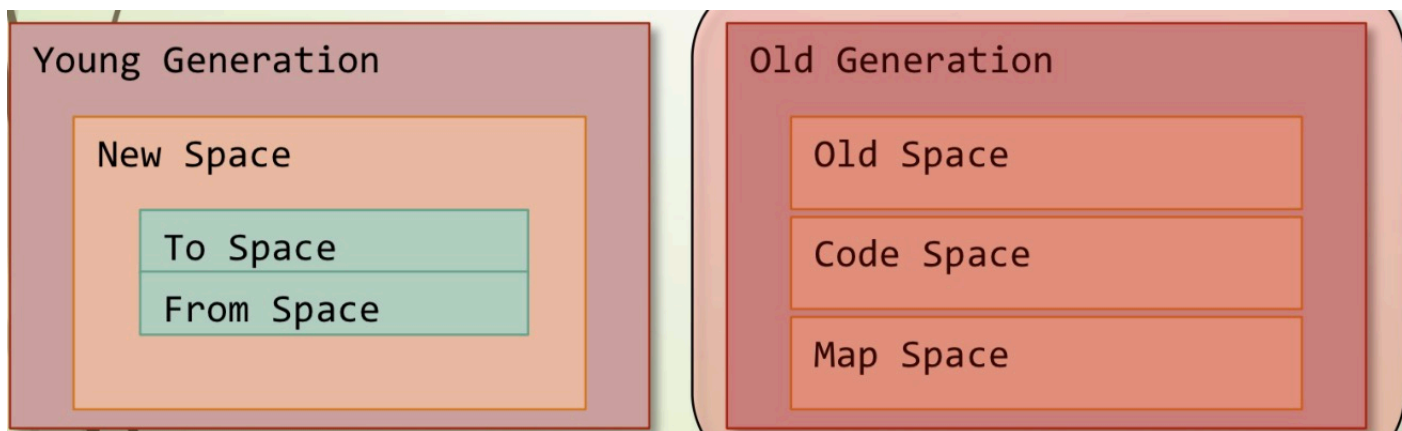 Young Generation
New Space
To Space
From Space
Old Generation
Old Space
Code Space
Map Space